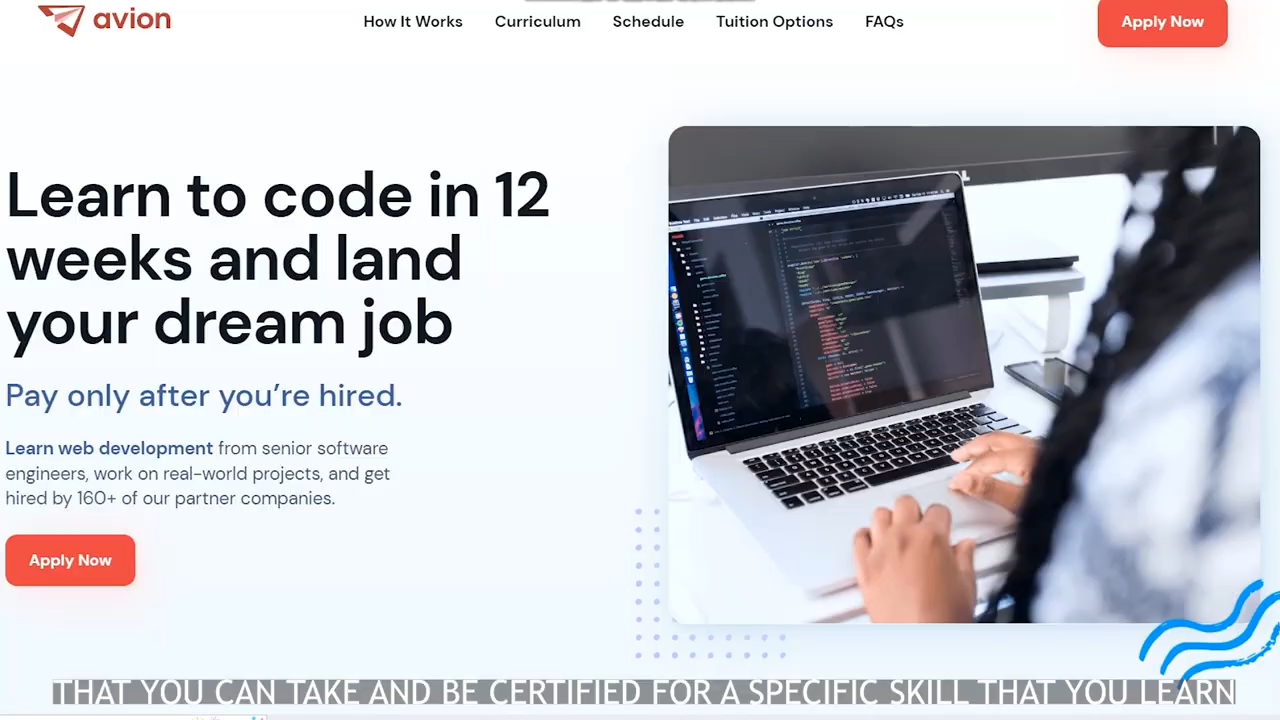 avion
How It Works Curriculum Schedule Tuition Options FAQs
Apply Now
Learn to code in 12
weeks and land
your dream job
Pay only after you’re hired.
Learn web development from senior software
engineers, work on real-world projects, and get
hired by 160+ of our partner companies.
Apply Now
THAT YOU CAN TAKE AND BE CERTIFIED FOR A SPECIFIC SKILL THAT YOU LEARN